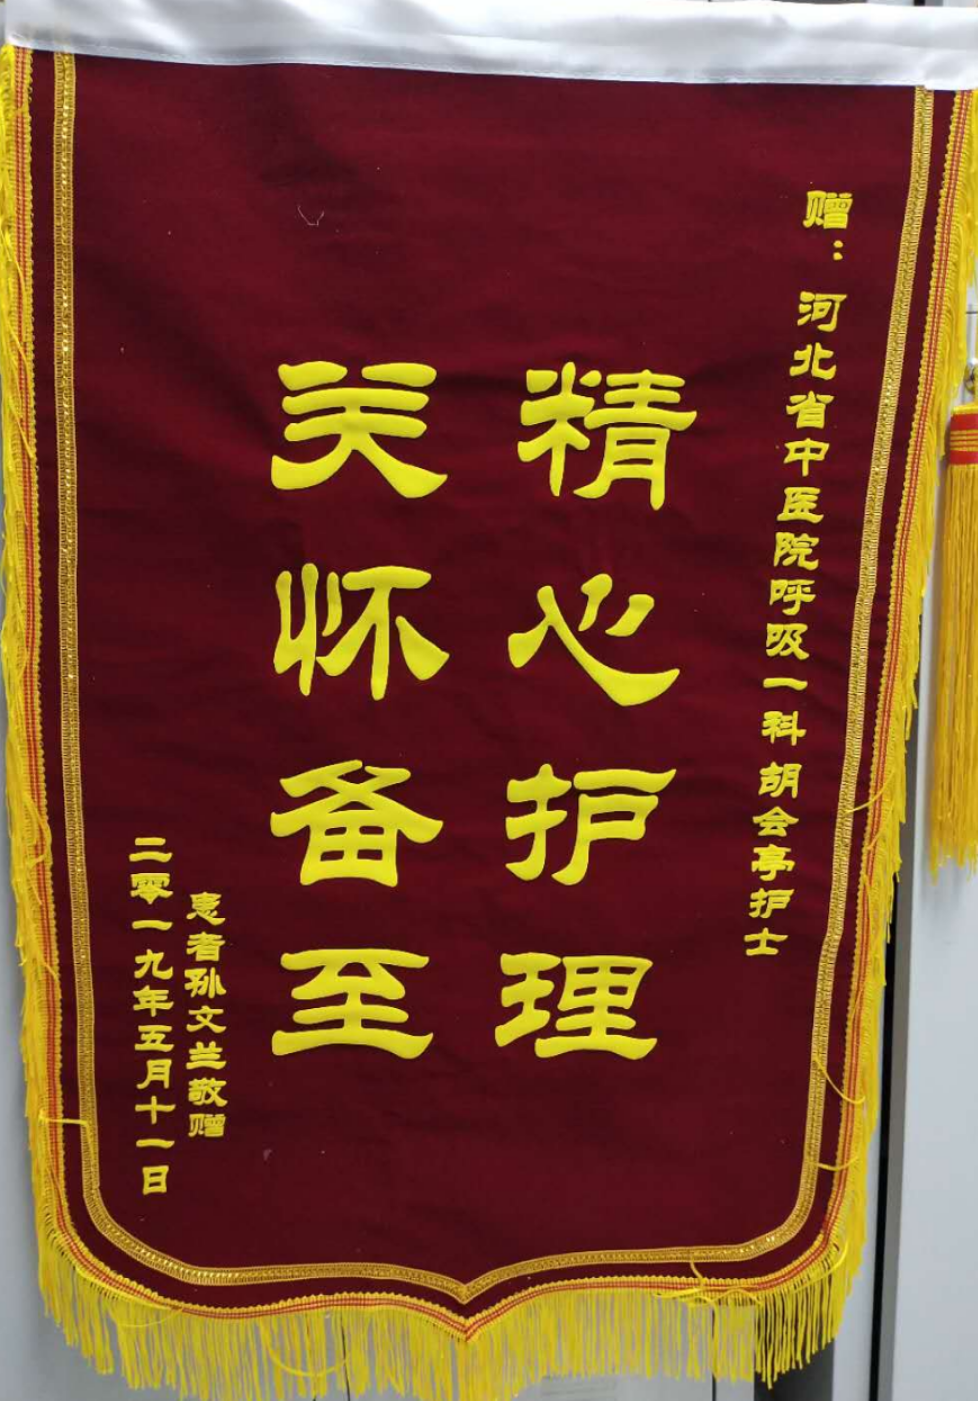 赠：河北省中医院呼吸一科胡会亭护士
精心护理
关怀备至
患者孙文兰敬赠
二零一九年五月十一日